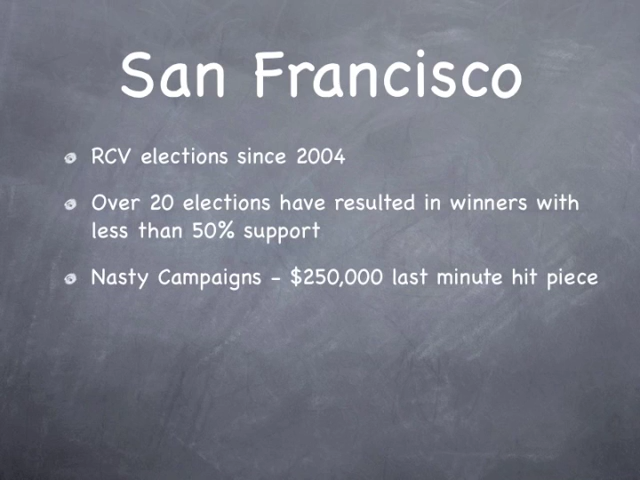 San Francisco
RCV elections since 2004
Over 20 elections have resulted in winners with
less than 50% support
Nasty Campaigns - $250,000 last minute hit piece